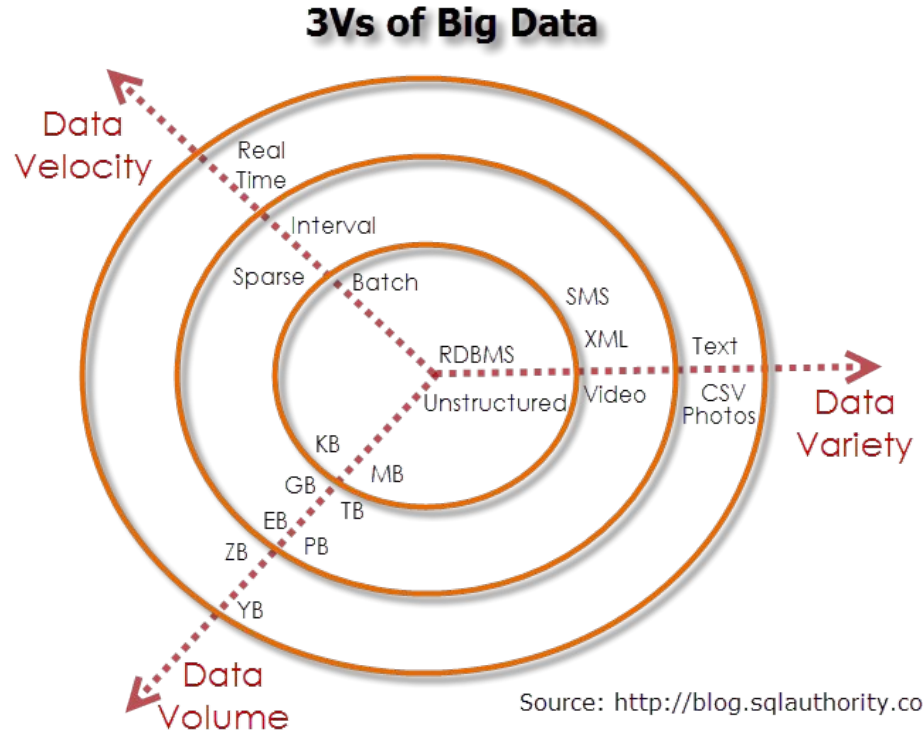 3Vs of Big Data
Data
Velocity
Real
Time
Interval
Sparse
Batch
SMS
XML
RDBMS
Text
Unstructured
Video
CSV
Photos
Data
Variety
KB
MB
GB
TB
EB
PB
ZB
YB
Data
Volume
Source: http://blog.sqlauthority.co